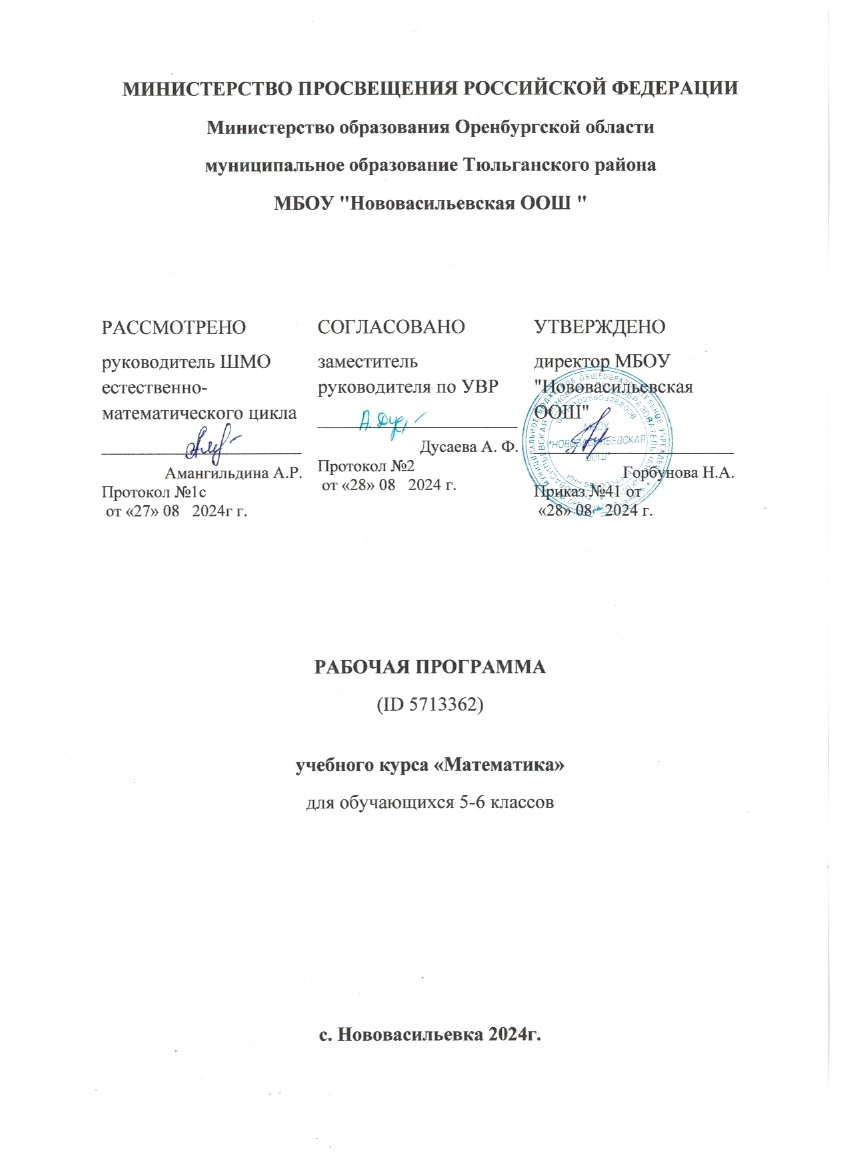 МИНИСТЕРСТВО ПРОСВЕЩЕНИЯ РОССИЙСКОЙ ФЕДЕРАЦИИ
Министерство образования Оренбургской области
муниципальное образование Тюльганского района
МБОУ "Нововасильевская ООШ "
РАССМОТРЕНО
руководитель ШМО
естественно-
математического цикла
Амангильдина А.Р.
Протокол №1с
от «27» 08 2024г г.
СОГЛАСОВАНО
заместитель
руководителя по УВР
Дусаева А. Ф.
Протокол №2
от «28» 08 2024 г.
УТВЕРЖДЕНО
директор МБОУ
"Нововасильевская
ООШ"
Горбунова Н.А.
Приказ №41 от
«28» 08 2024 г.
РАБОЧАЯ ПРОГРАММА
(ID 5713362)
учебного курса «Математика»
для обучающихся 5-6 классов
с. Нововасильевка 2024г.